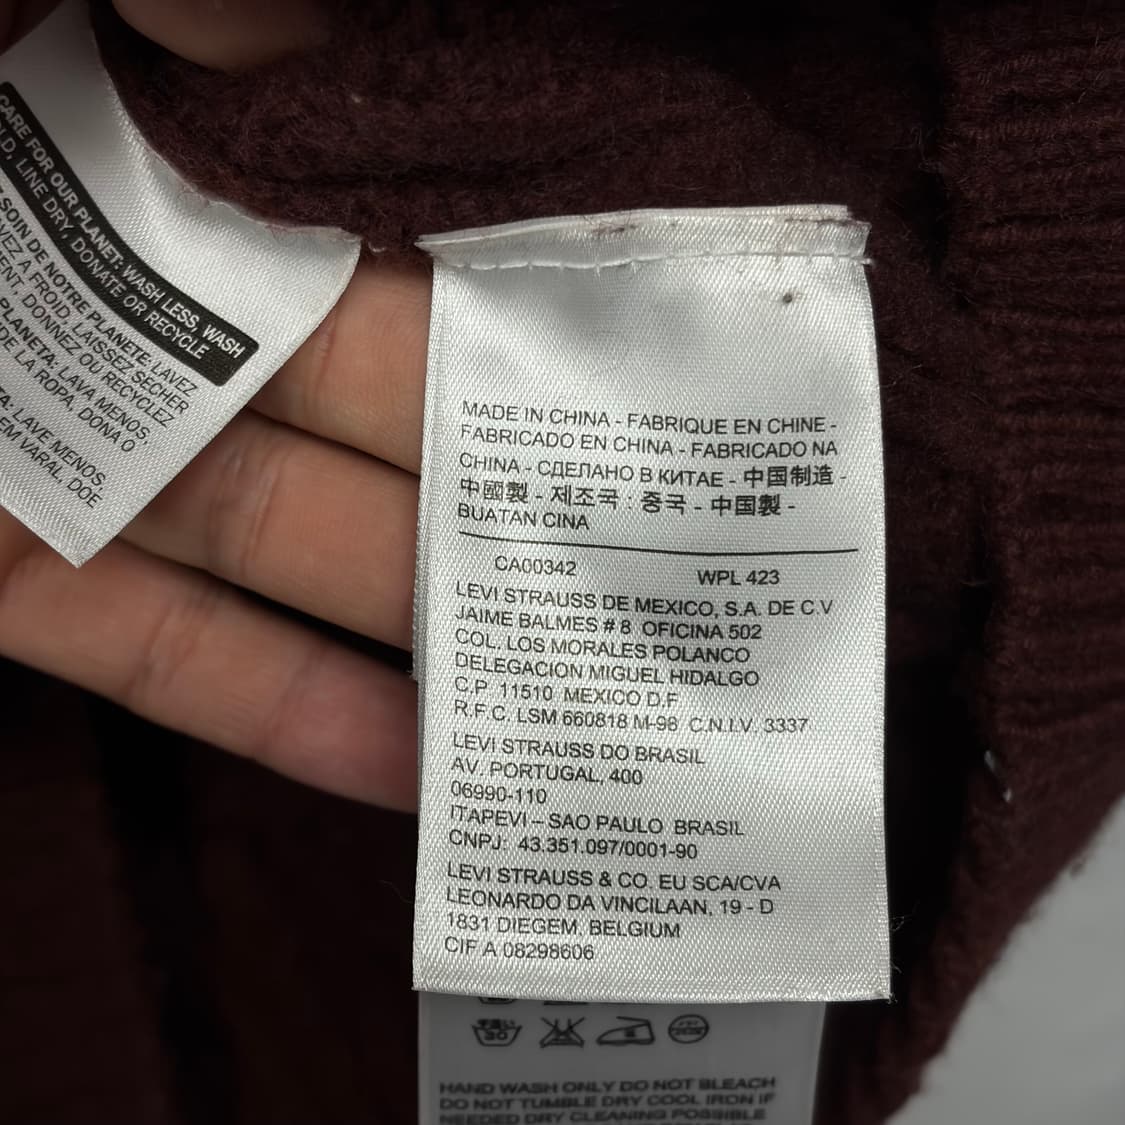 CARE FOR OUR PLANET: WASH LESS, WASH
LINE DRY, DONATE OR RECYCLE
SOIN DE NOTRE PLANETE: LAVEZ
À FROID, LAISSEZ SÉCHER
DONNEZ OU RECYCLEZ
PLANETA: LAVA MENOS
DE LA ROPA, DONA O
LAVE MENOS
EM VARAL, DOE
MADE IN CHINA - FABRIQUE EN CHINE -
FABRICADO EN CHINA - FABRICADO NA
CHINA - СДЕЛАНО В КИТАЕ - 中国制造 -
中國製 - 제조국 : 중국 - 中国製 -
BUATAN CINA
CA00342 WPL 423
LEVI STRAUSS DE MEXICO, S.A. DE C.V
JAIME BALMES # 8 OFICINA 502
COL. LOS MORALES POLANCO
DELEGACION MIGUEL HIDALGO
C.P. 11510 MEXICO D.F
R.F.C. LSM 660818 M-98 C.N.I.V. 3337
LEVI STRAUSS DO BRASIL
AV. PORTUGAL, 400
06990-110
ITAPEVI – SAO PAULO BRASIL
CNPJ: 43.351.097/0001-90
LEVI STRAUSS & CO. EU SCA/CVA
LEONARDO DA VINCILAAN, 19 - D
1831 DIEGEM, BELGIUM
CIF A 08298606
HAND WASH ONLY DO NOT BLEACH
DO NOT TUMBLE DRY COOL IRON IF
NEEDED DRY CLEANING POSSIBLE